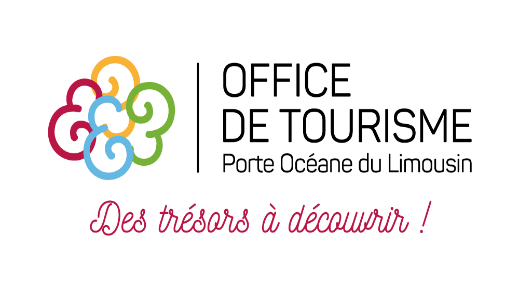 OFFICE
DE TOURISME
Porte Océane du Limousin
Des trésors à découvrir !